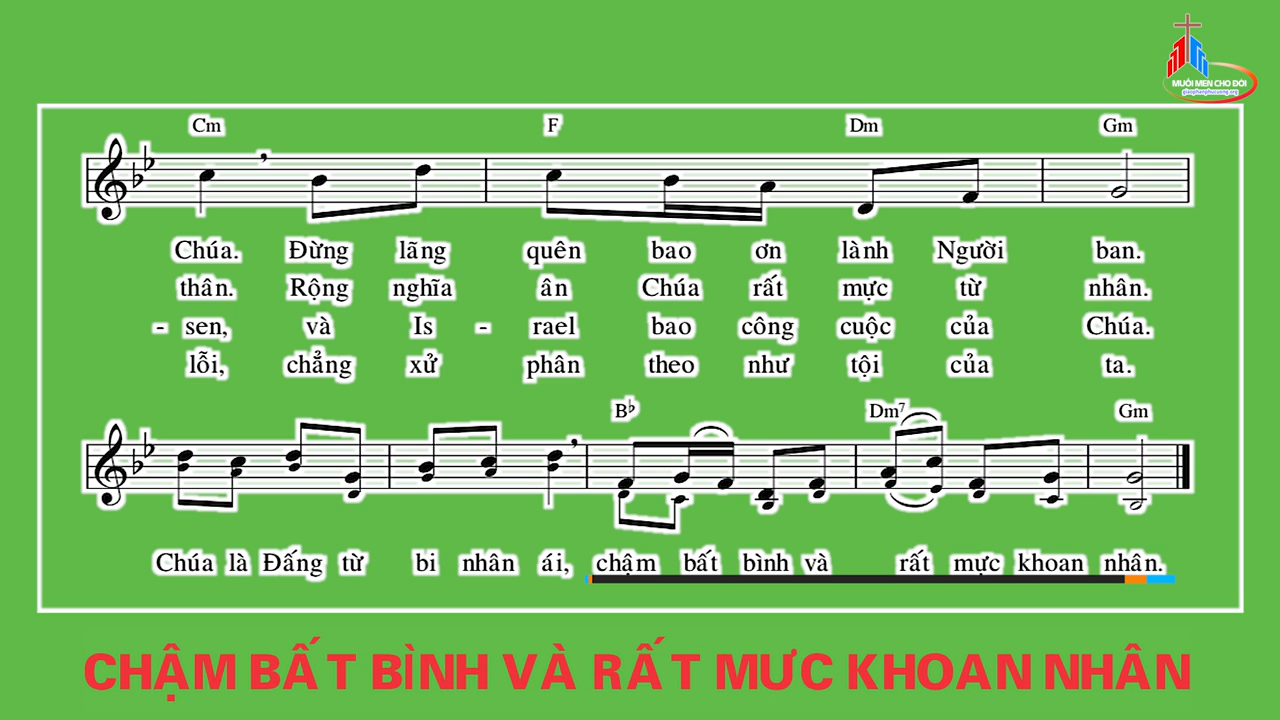 MUỐI MEN CHO ĐỜI
giaophanphucuong.org
Cm F Dm Gm
Chúa. Đừng lãng quên bao ơn lành Người ban.
thân. Rộng nghĩa ân Chúa rất mực từ nhân.
- sen, và Is - rael bao công cuộc của Chúa.
lỗi, chẳng xử phân theo như tội của ta.
B♭ Dm7 Gm
Chúa là Đấng từ bi nhân ái, chậm bất bình và rất mực khoan nhân.
CHẬM BẤT BÌNH VÀ RẤT MƯC KHOAN NHÂN